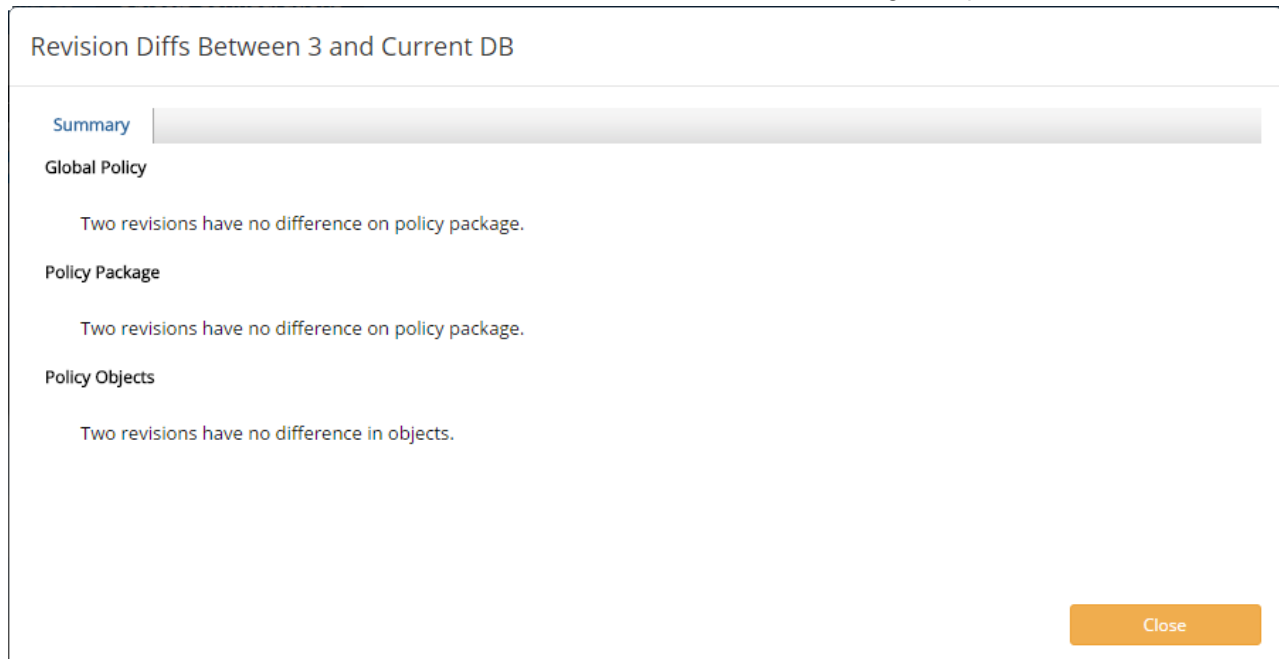 Revision Diffs Between 3 and Current DB
Summary
Global Policy
Two revisions have no difference on policy package.
Policy Package
Two revisions have no difference on policy package.
Policy Objects
Two revisions have no difference in objects.
Close